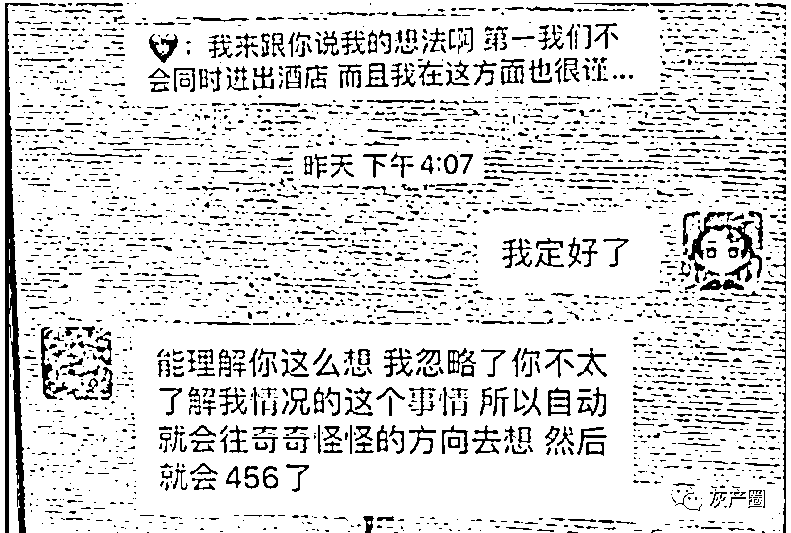 ：我来跟你说我的想法啊 第一我们不
会同时进出酒店 而且我在这方面也很谨...
昨天 下午 4:07
我定好了
能理解你这么想 我忽略了你不太
了解我情况的这个事情 所以自动
就会往奇奇怪怪的方向去想 然后
就会 456 了
灰产圈